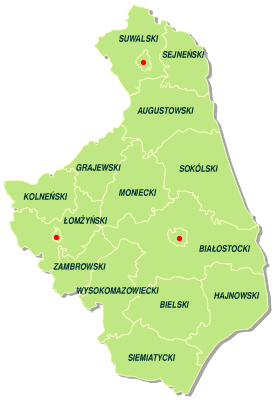 SUWALSKI
SEJNEŃSKI
AUGUSTOWSKI
GRAJEWSKI
SOKÓLSKI
KOLNEŃSKI
MONIECKI
ŁOMŻYŃSKI
BIAŁOSTOCKI
ZAMBROWSKI
WYSOKOMAZOWIECKI
HAJNOWSKI
BIELSKI
SIEMIATYCKI